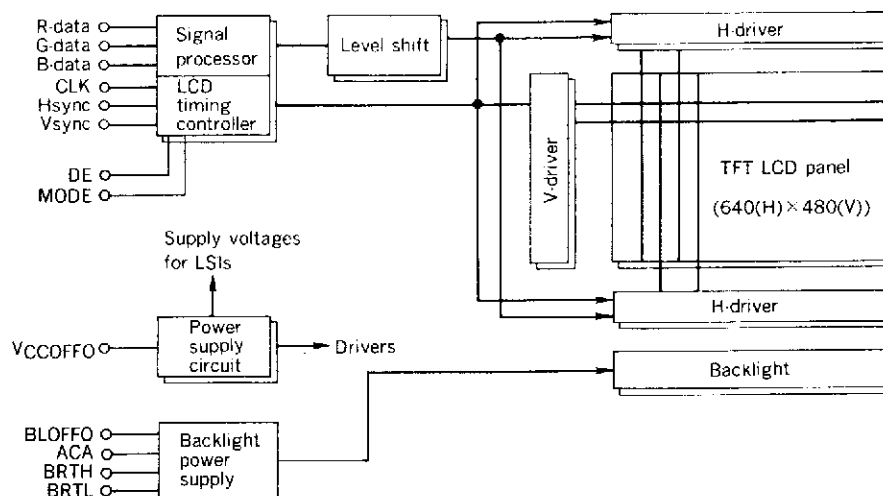 R-data
G-data
B-data
CLK
Hsync
Vsync
DE
MODE
Signal
processor
LCD
timing
controller
Level shift
H-driver
V-driver
TFT LCD panel
(640(H)×480(V))
H-driver
Supply voltages
for LSIs
VCCOFFO
Power
supply
circuit
Drivers
Backlight
BLOFFO
ACA
BRTH
BRTL
Backlight
power
supply